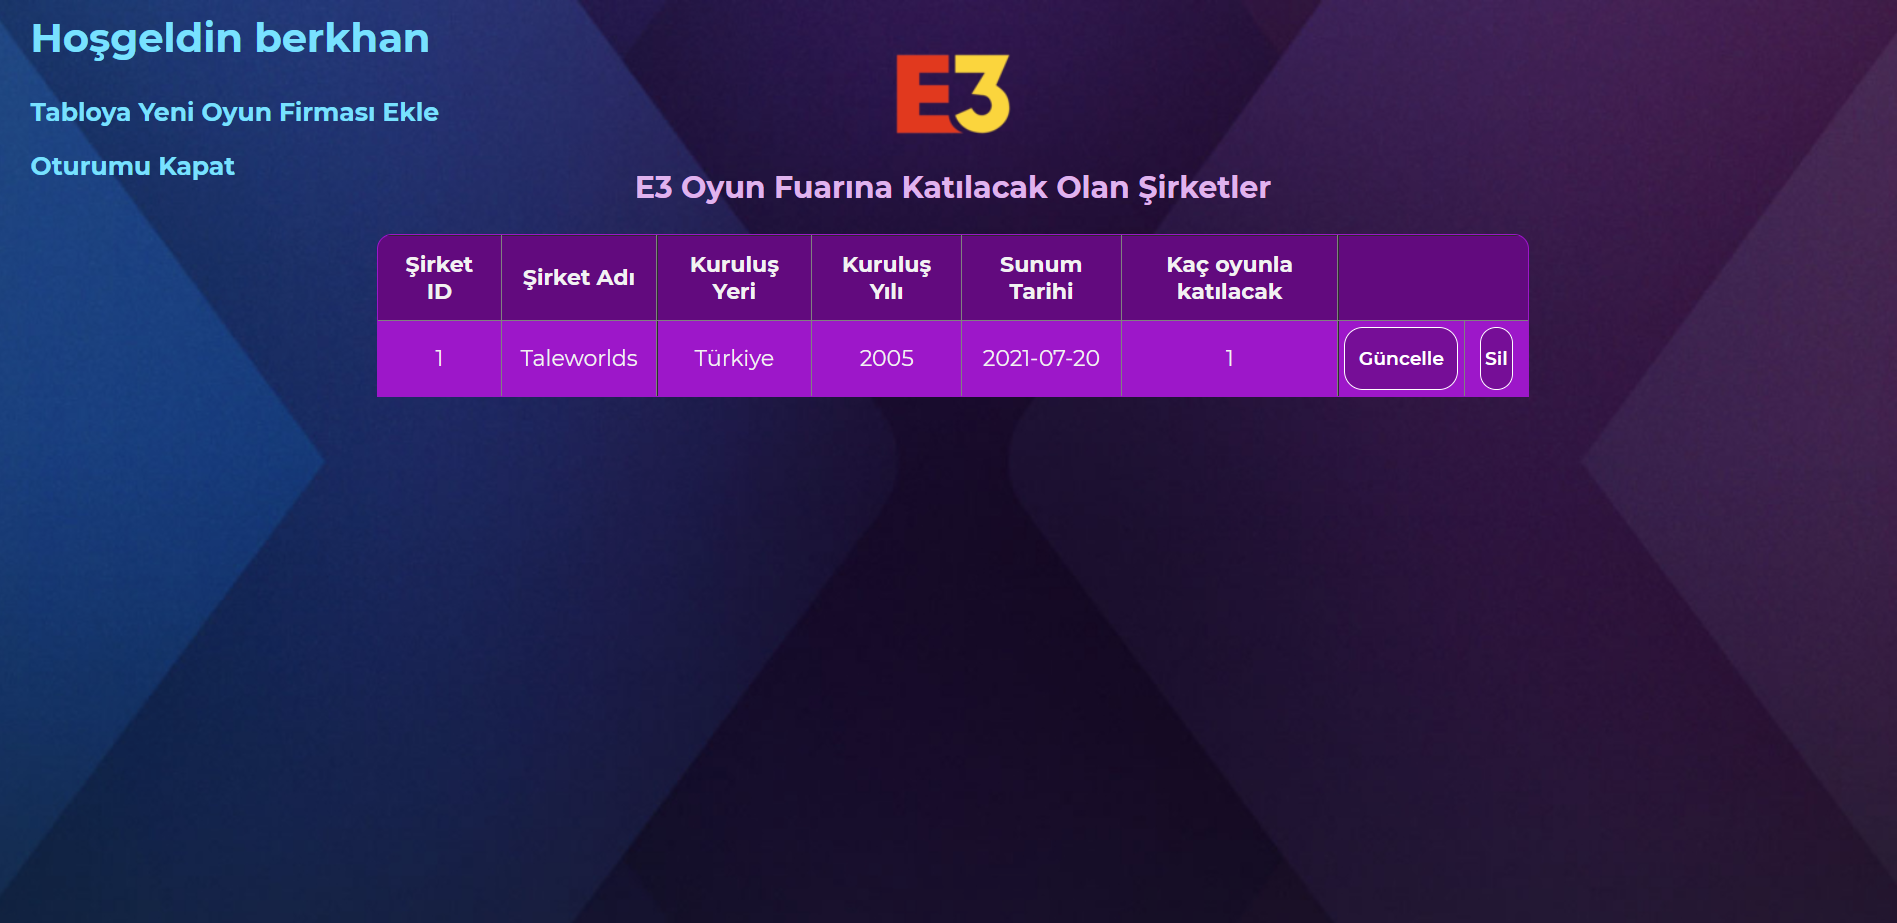 Hoşgeldin berkhan
Tabloya Yeni Oyun Firması Ekle
Oturumu Kapat
E3
E3 Oyun Fuarına Katılacak Olan Şirketler
Şirket ID
Şirket Adı
Kuruluş Yeri
Kuruluş Yılı
Sunum Tarihi
Kaç oyunla katılacak
1
Taleworlds
Türkiye
2005
2021-07-20
1
Güncelle
Sil